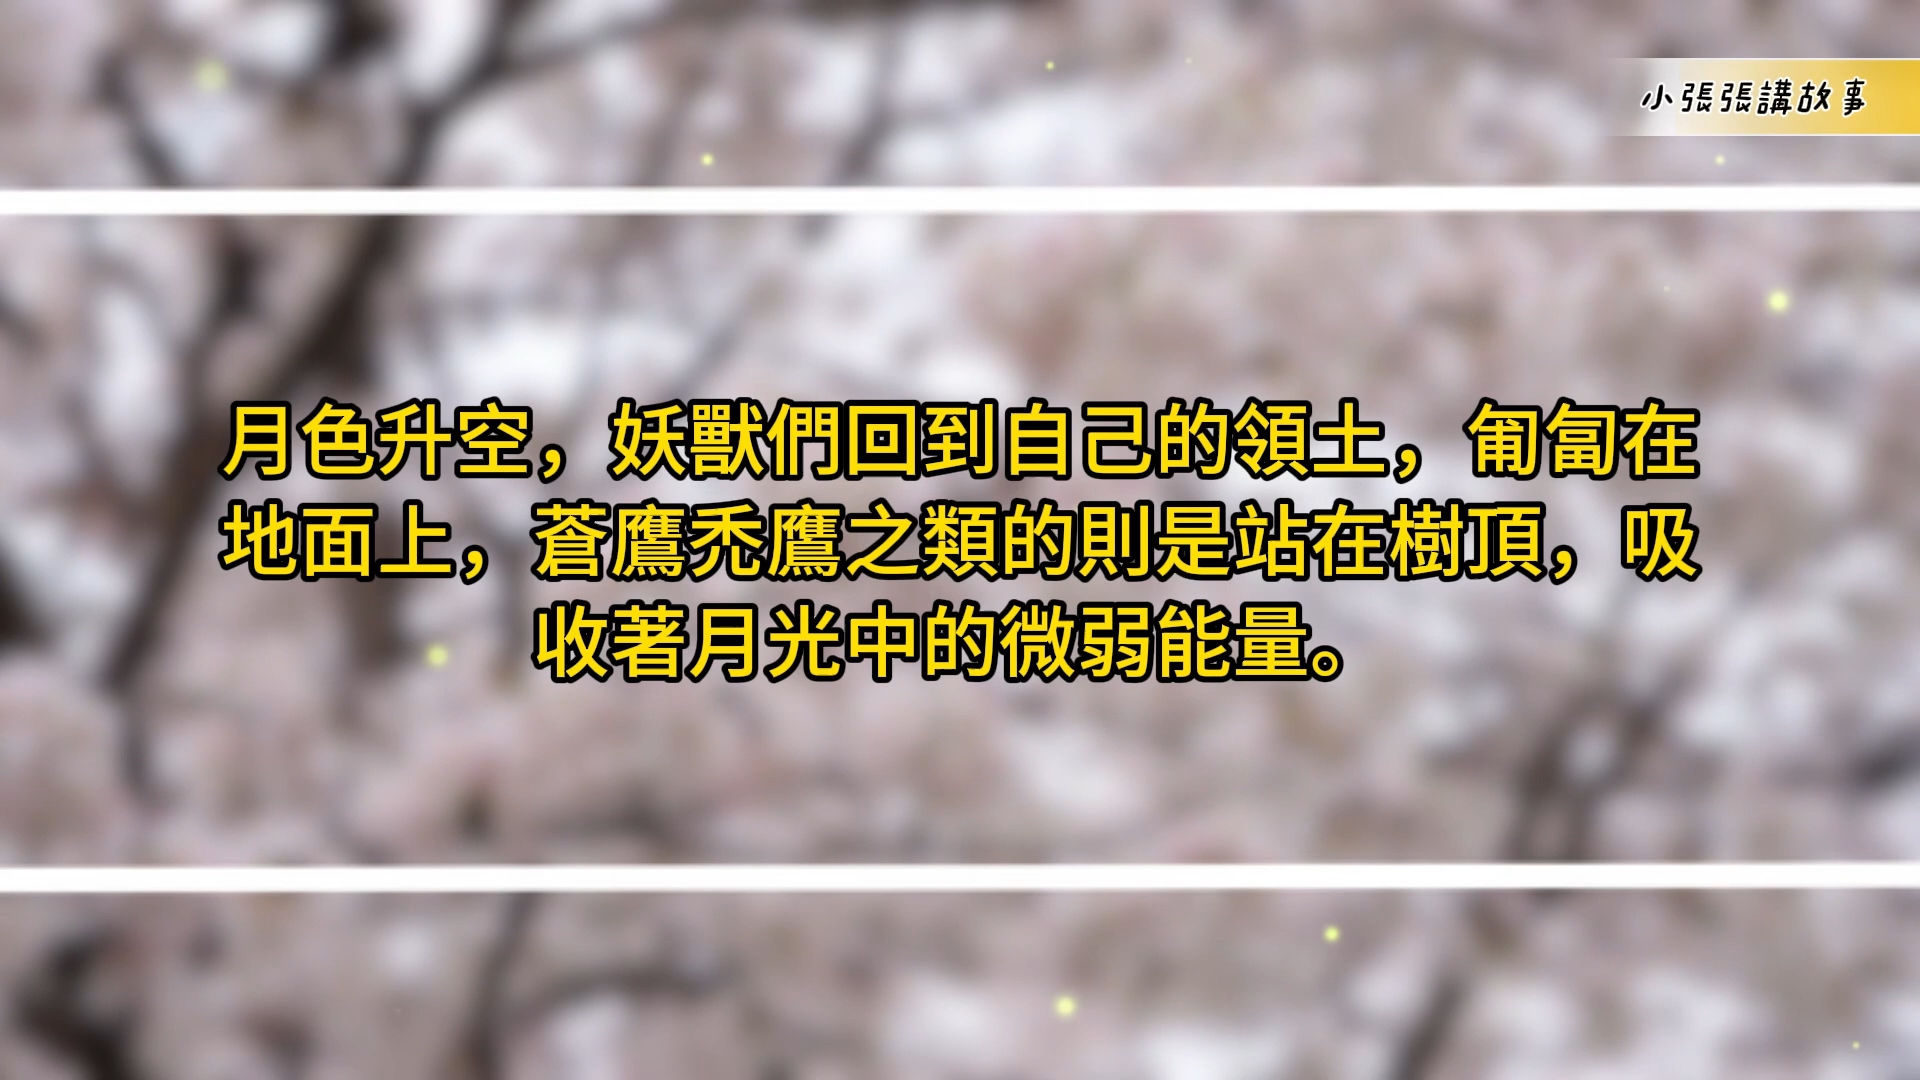 小張張講故事
月色升空，妖獸們回到自己的領土，匍匐在
地面上，蒼鷹禿鷹之類的則是站在樹頂，吸
收著月光中的微弱能量。